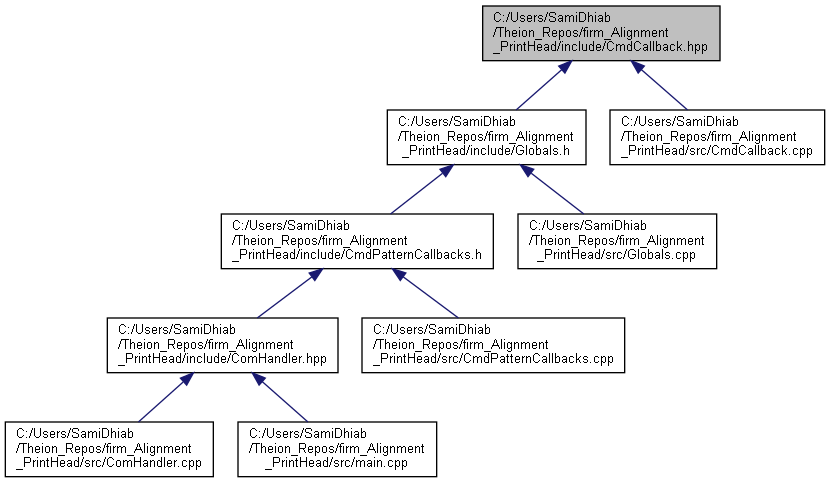 C:/Users/SamiDhiab
/Theion_Repos/firm_Alignment
_PrintHead/include/CmdCallback.hpp
C:/Users/SamiDhiab
/Theion_Repos/firm_Alignment
_PrintHead/include/Globals.h
C:/Users/SamiDhiab
/Theion_Repos/firm_Alignment
_PrintHead/src/CmdCallback.cpp
C:/Users/SamiDhiab
/Theion_Repos/firm_Alignment
_PrintHead/include/CmdPatternCallbacks.h
C:/Users/SamiDhiab
/Theion_Repos/firm_Alignment
_PrintHead/src/Globals.cpp
C:/Users/SamiDhiab
/Theion_Repos/firm_Alignment
_PrintHead/include/ComHandler.hpp
C:/Users/SamiDhiab
/Theion_Repos/firm_Alignment
_PrintHead/src/CmdPatternCallbacks.cpp
C:/Users/SamiDhiab
/Theion_Repos/firm_Alignment
_PrintHead/src/ComHandler.cpp
C:/Users/SamiDhiab
/Theion_Repos/firm_Alignment
_PrintHead/src/main.cpp